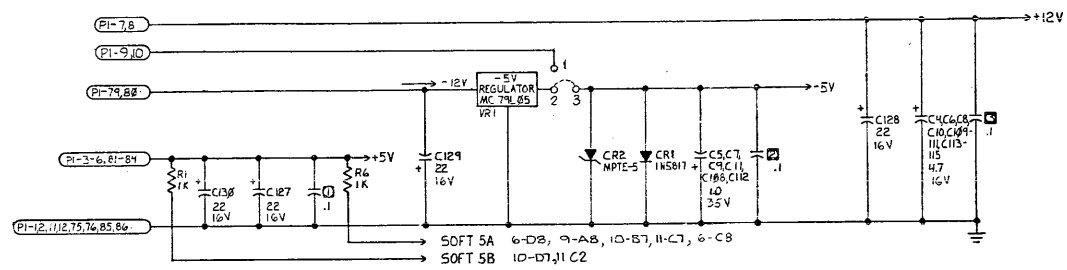 P1-7,8
+12V
P1-9,10
1
P1-79,80
-12V
-5V
REGULATOR
MC 79L05
VR1
2
3
-5V
C128
22
16V
C4,C6,C8,
C10,C109-
111,C113-
115
4.7
16V
3
.1
P1-3-6,81-84
+5V
R1
1K
C130
22
16V
C127
22
16V
1
.1
R6
1K
C129
22
16V
CR2
MPTE-5
CR1
1N5817
C5,C7,
C9,C11,
C108,C112
1.0
35V
2
.1
P1-1,2,11,12,75,76,85,86
SOFT 5A 6-D8, 9-A8, 10-B7, 11-C7, 6-C8
SOFT 5B 10-D7,11 C2